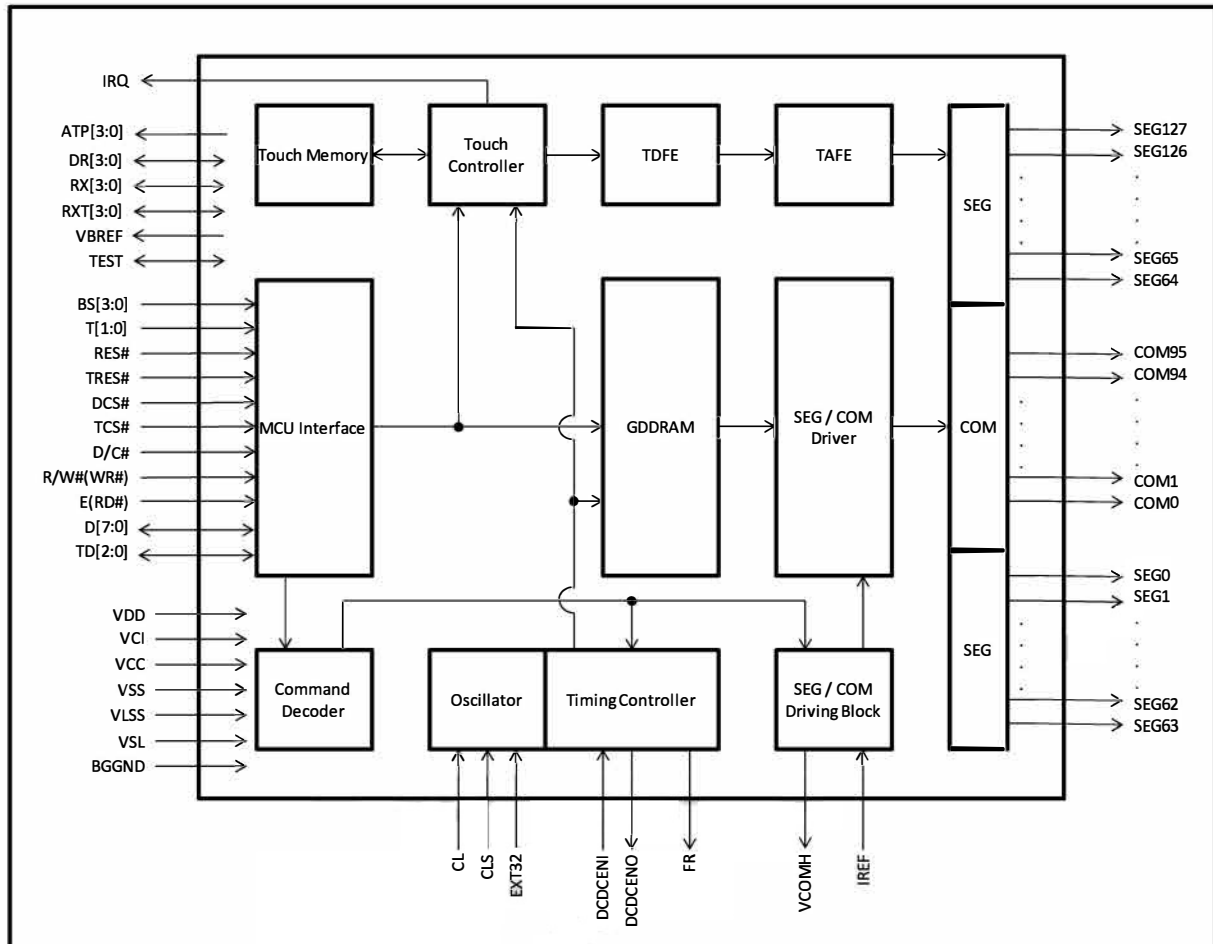 IRQ
ATP[3:0]
DR[3:0]
RX[3:0]
RXT[3:0]
VBREF
TEST
BS[3:0]
T[1:0]
RES#
TRES#
DCS#
TCS#
D/C#
R/W#(WR#)
E(RD#)
D[7:0]
TD[2:0]
VDD
VCI
VCC
VSS
VLSS
VSL
BGGND
Touch Memory
Touch
Controller
TDFE
TAFE
MCU Interface
GDDRAM
SEG / COM
Driver
Command
Decoder
Oscillator
Timing Controller
SEG / COM
Driving Block
SEG
COM
SEG
SEG127
SEG126
SEG65
SEG64
COM95
COM94
COM1
COM0
SEG0
SEG1
SEG62
SEG63
CL
CLS
EXT32
DCDCENI
DCDCENO
FR
VCOMH
IREF